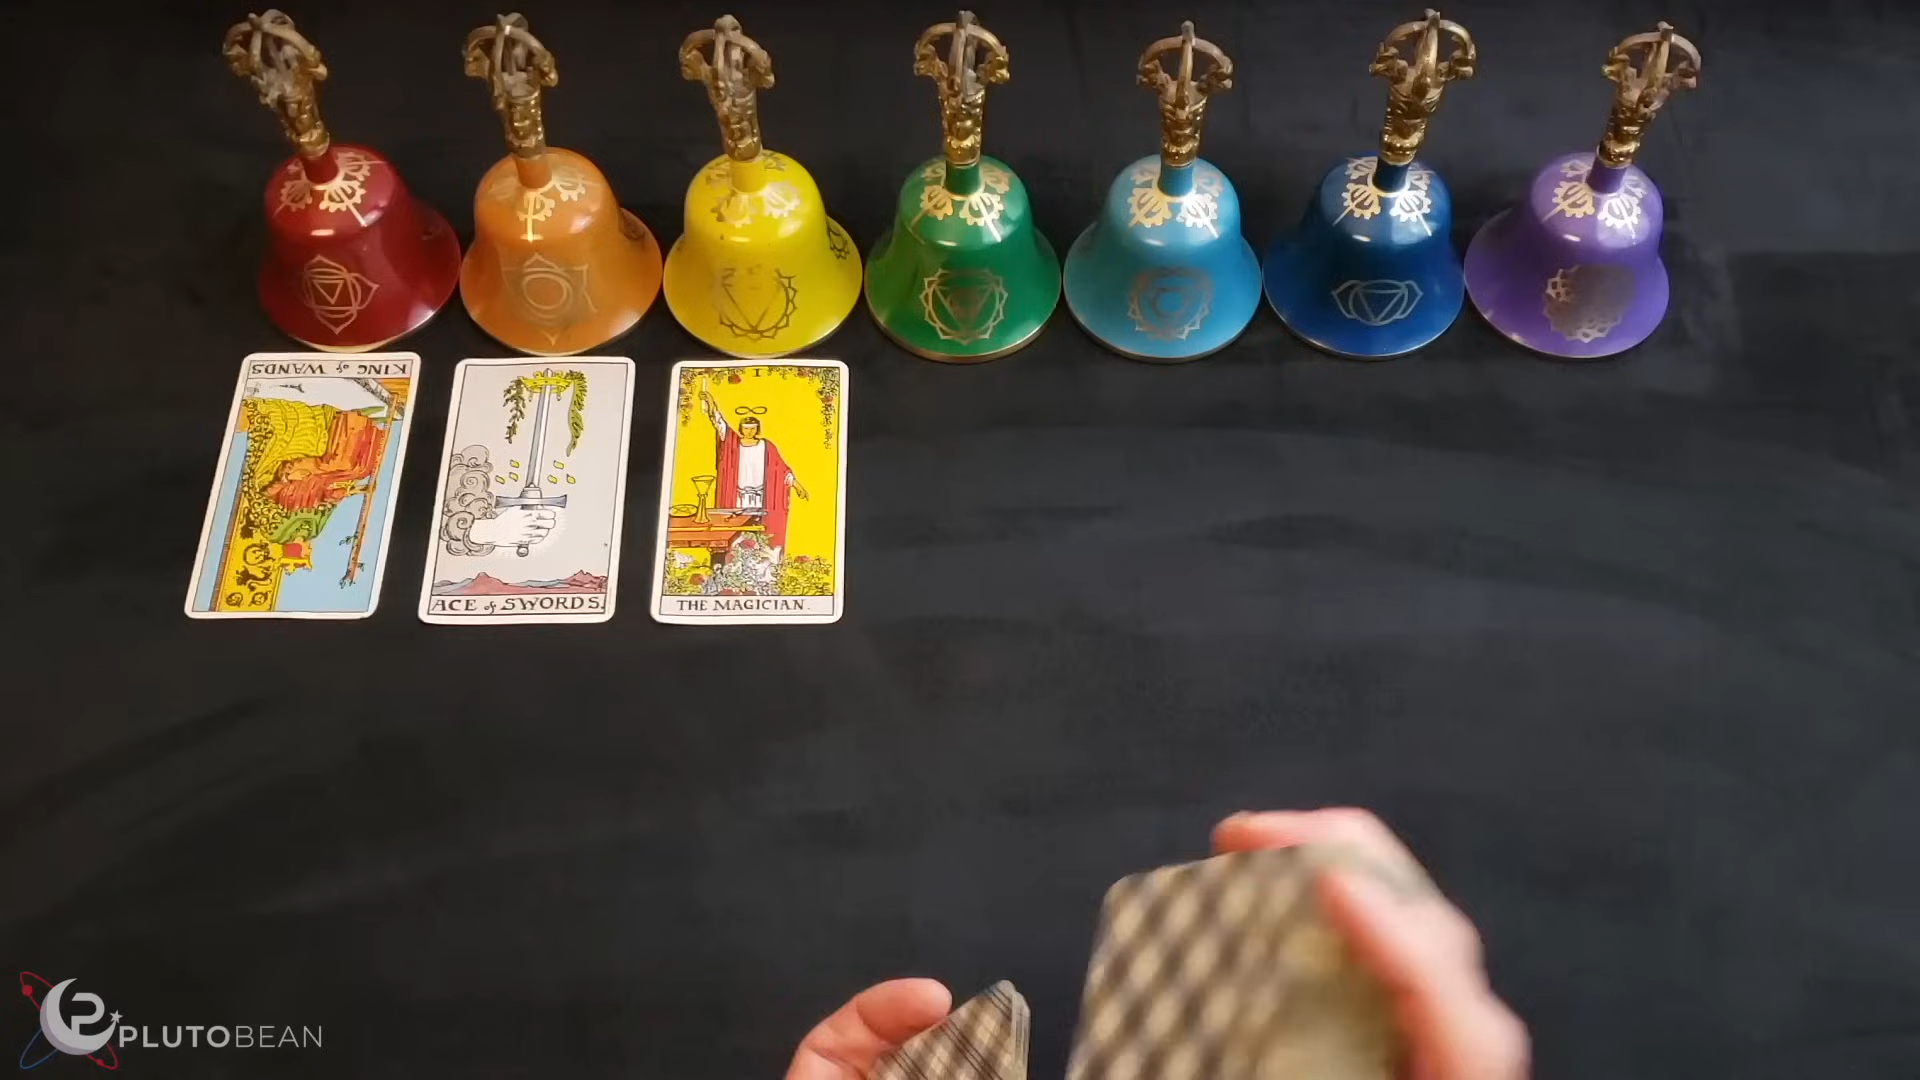 KING of WANDS
ACE of SWORDS.
I
THE MAGICIAN.
PLUTOBEAN